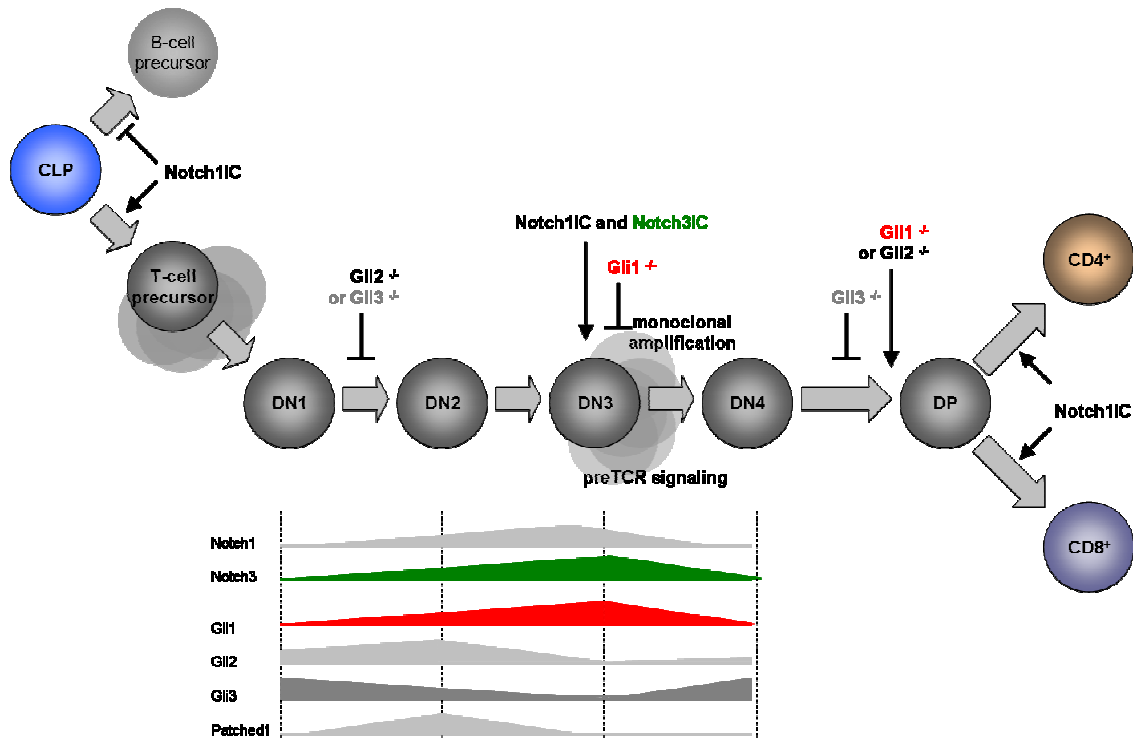 B-cell
precursor
CLP
Notch1IC
T-cell
precursor
Notch1IC and Notch3IC
Gli1 -/-
Gli2 -/-
or Gli3 -/-
monoclonal
amplification
Gli3 -/-
Gli1 -/-
or Gli2 -/-
CD4+
DN1
DN2
DN3
DN4
DP
Notch1IC
preTCR signaling
CD8+
Notch1
Notch3
Gli1
Gli2
Gli3
Patched1